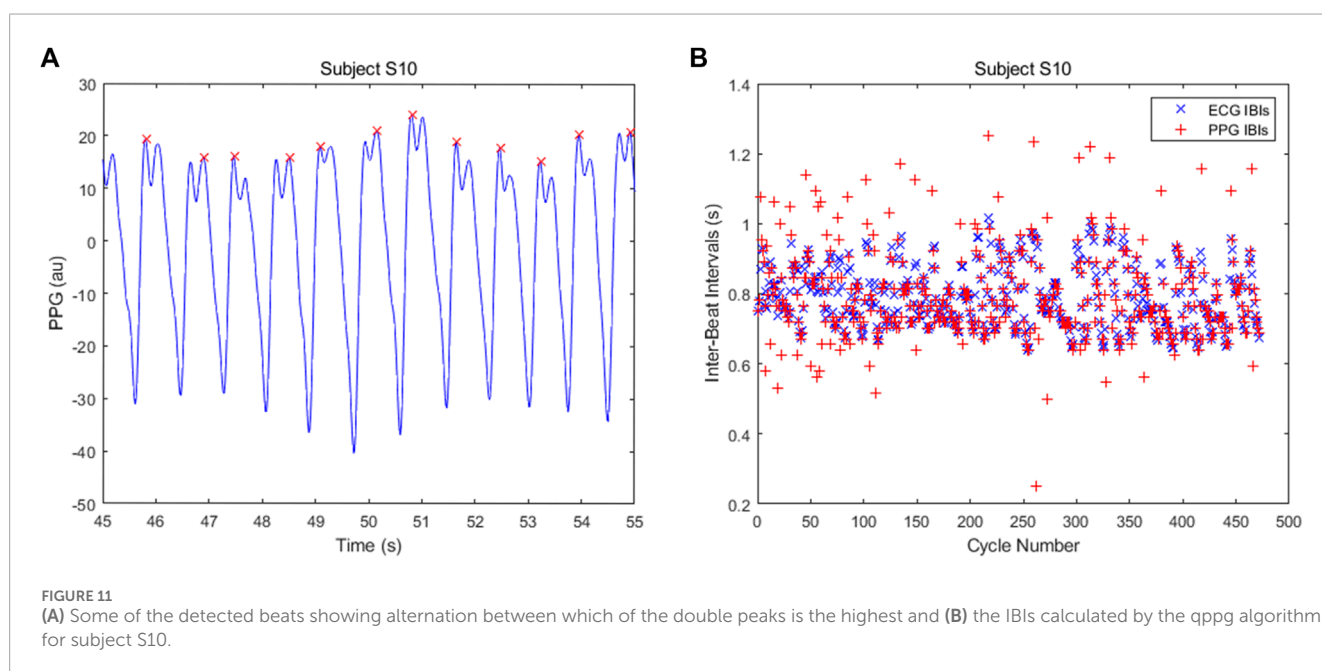 A
Subject S10
30
20
10
0
-10
-20
-30
-40
-50
PPG (au)
45 46 47 48 49 50 51 52 53 54 55
Time (s)
B
Subject S10
1.4
1.2
1
0.8
0.6
0.4
0.2
Inter-Beat Intervals (s)
ECG IBIs
PPG IBIs
0 50 100 150 200 250 300 350 400 450 500
Cycle Number
FIGURE 11
(A) Some of the detected beats showing alternation between which of the double peaks is the highest and (B) the IBIs calculated by the qppg algorithm
for subject S10.